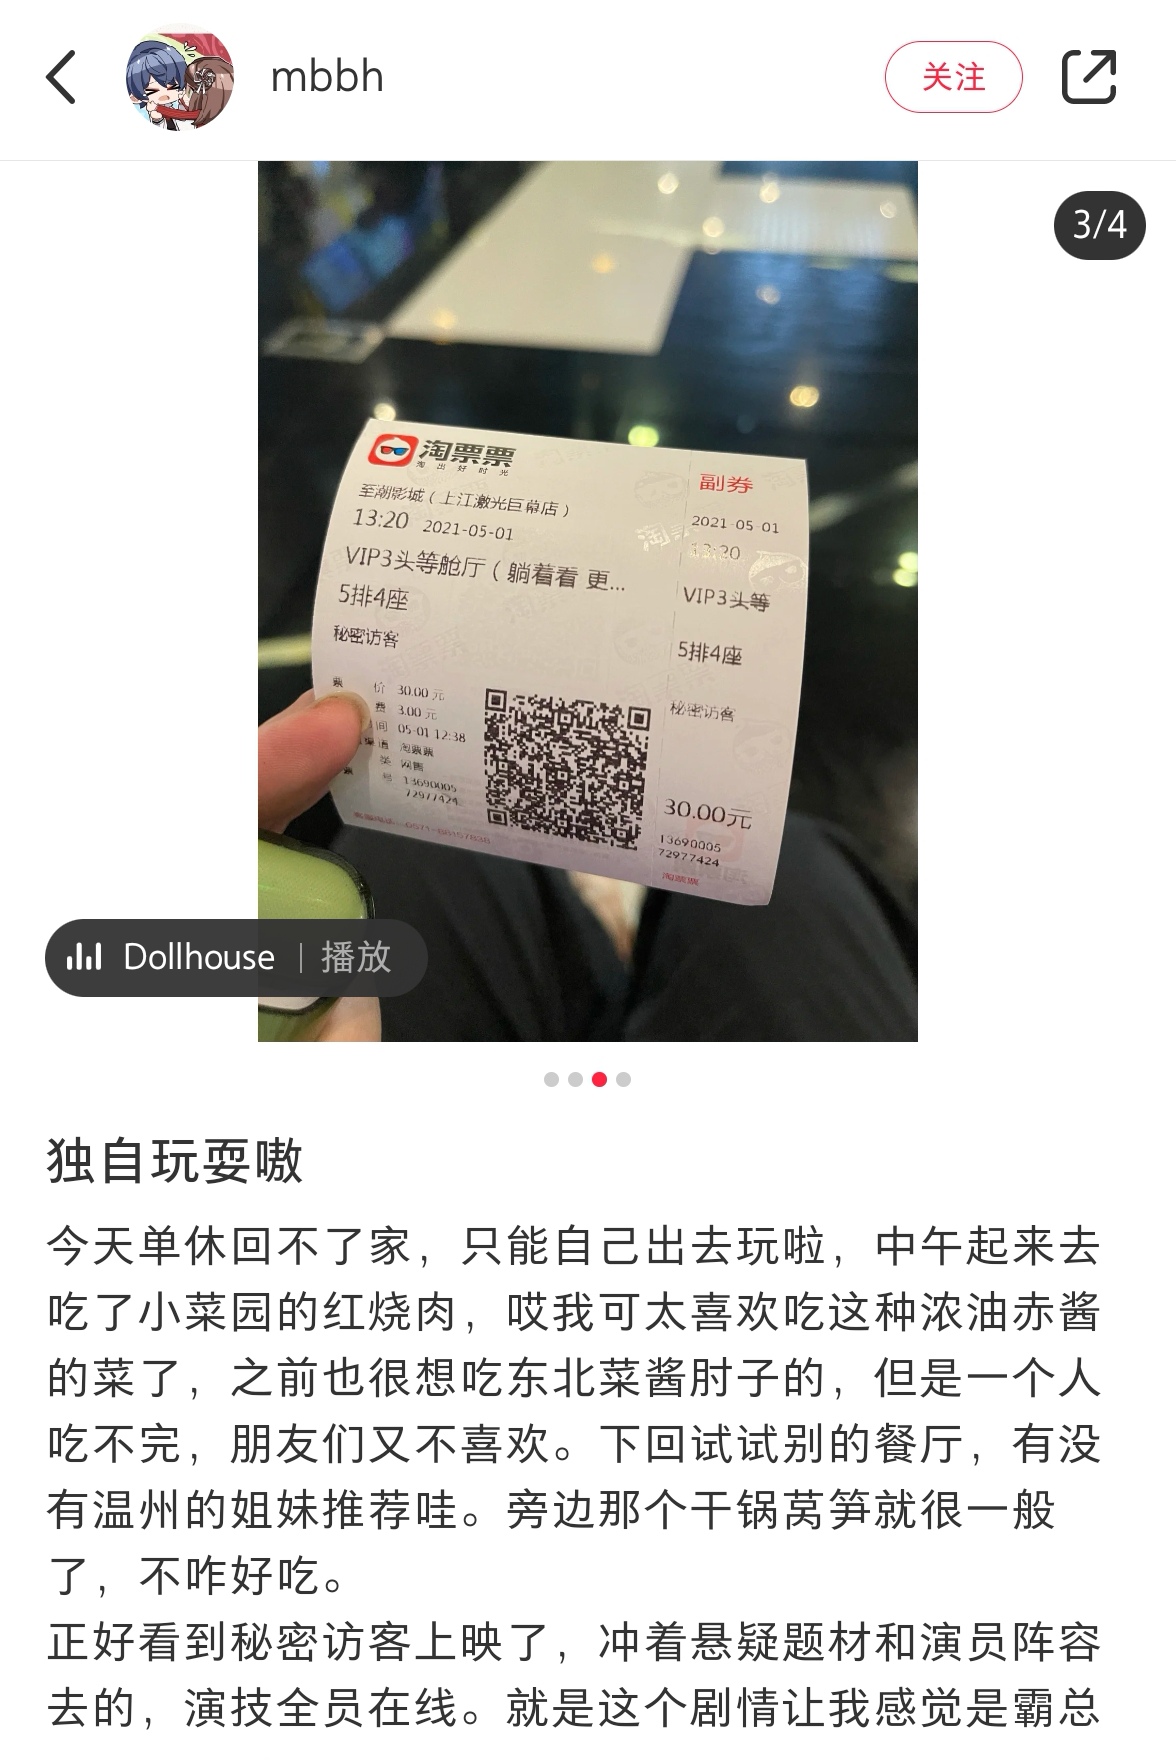 mbbh
关注
3/4
淘票票
淘出好时光
至潮影城（上江激光巨幕店）
13:20 2021-05-01
VIP3头等舱厅（躺着看 更...
5排4座
秘密访客
票 价 30.00 元
费 3.00 元
间 05-01 12:38
渠道 淘票票
类 网售
票 号 13690005
72977424
副券
2021-05-01
13:20
VIP3头等
5排4座
秘密访客
30.00元
13690005
72977424
淘票票
Dollhouse | 播放
独自玩耍嗷
今天单休回不了家，只能自己出去玩啦，中午起来去
吃了小菜园的红烧肉，哎我可太喜欢吃这种浓油赤酱
的菜了，之前也很想吃东北菜酱肘子的，但是一个人
吃不完，朋友们又不喜欢。下回试试别的餐厅，有没
有温州的姐妹推荐哇。旁边那个干锅莴笋就很一般
了，不咋好吃。
正好看到秘密访客上映了，冲着悬疑题材和演员阵容
去的，演技全员在线。就是这个剧情让我感觉是霸总